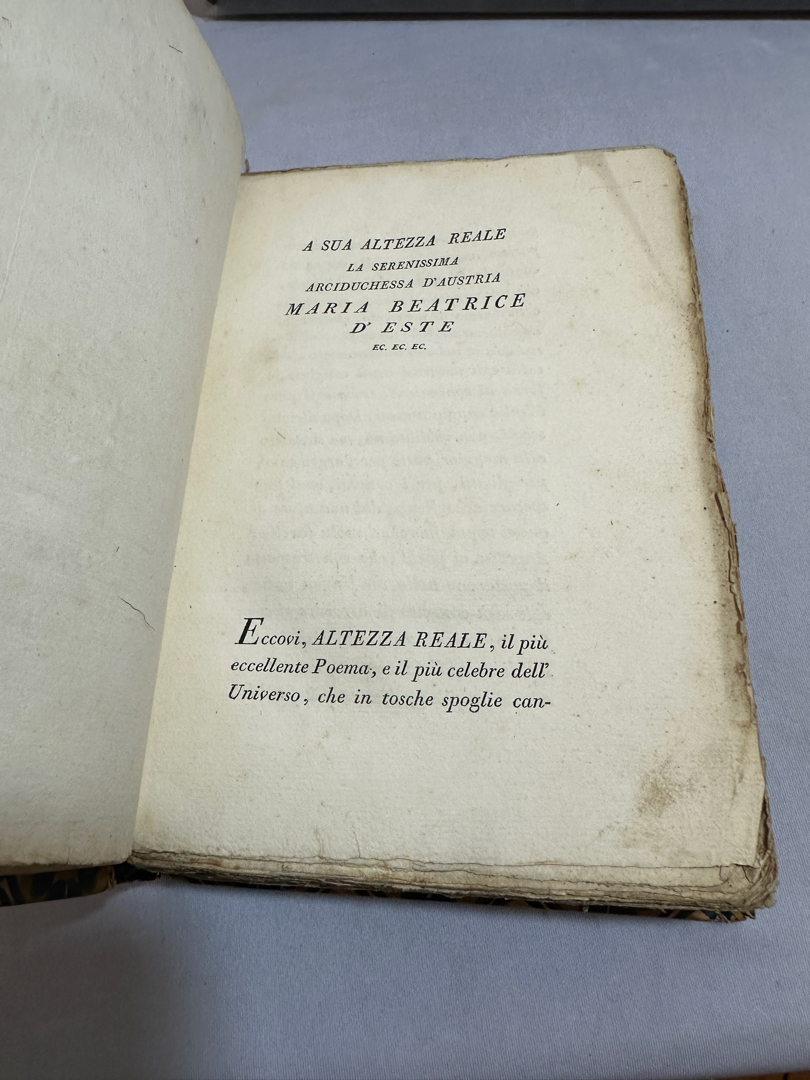 A SUA ALTEZZA REALE
LA SERENISSIMA
ARCIDUCHESSA D'AUSTRIA
MARIA BEATRICE
D' ESTE
EC. EC. EC.
Eccovi, ALTEZZA REALE, il più
eccellente Poema, e il più celebre dell'
Universo, che in tosche spoglie can-